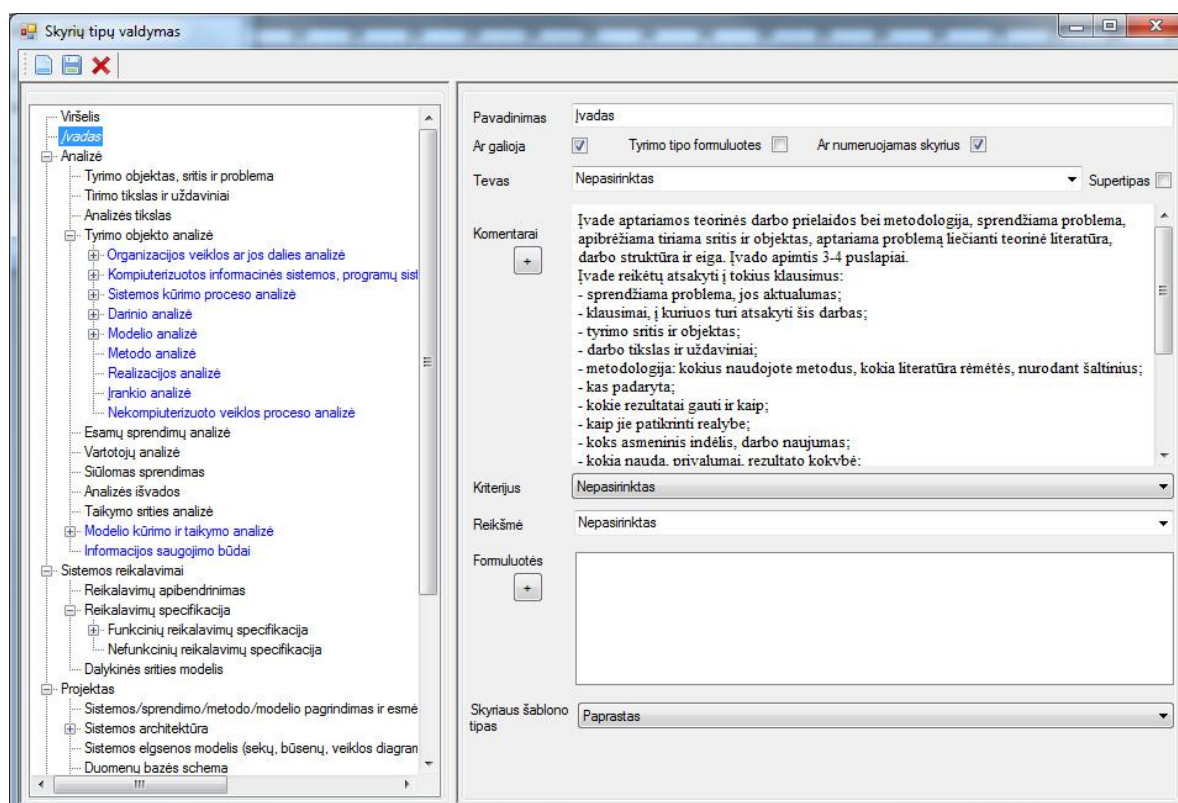 Skyrių tipų valdymas
Viršelis
Įvadas
Analizė
Tyrimo objektas, sritis ir problema
Tirimo tikslas ir uždaviniai
Analizės tikslas
Tyrimo objekto analizė
Organizacijos veiklos ar jos dalies analizė
Kompiuterizuotos informacinės sistemos, programų sist
Sistemos kūrimo proceso analizė
Darinio analizė
Modelio analizė
Metodo analizė
Realizacijos analizė
Įrankio analizė
Nekompiuterizuoto veiklos proceso analizė
Esamų sprendimų analizė
Vartotojų analizė
Siūlomas sprendimas
Analizės išvados
Taikymo srities analizė
Modelio kūrimo ir taikymo analizė
Informacijos saugojimo būdai
Sistemos reikalavimai
Reikalavimų apibendrinimas
Reikalavimų specifikacija
Funkcinių reikalavimų specifikacija
Nefunkcinių reikalavimų specifikacija
Dalykinės srities modelis
Projektas
Sistemos/sprendimo/metodo/modelio pagrindimas ir esmė
Sistemos architektūra
Sistemos elgsenos modelis (sekų, būsenų, veiklos diagran
Duomenų bazės schema
Pavadinimas Įvadas
Ar galioja Tyrimo tipo formuluotes Ar numeruojamas skyrius
Tevas Nepasirinktas Supertipas
Komentarai
+
Įvade aptariamos teorinės darbo prielaidos bei metodologija, sprendžiama problema,
apibrėžiama tiriama sritis ir objektas, aptariama problemą liečianti teorinė literatūra,
darbo struktūra ir eiga. Įvado apimtis 3-4 puslapiai.
Įvade reikėtų atsakyti į tokius klausimus:
- sprendžiama problema, jos aktualumas;
- klausimai, į kuriuos turi atsakyti šis darbas;
- tyrimo sritis ir objektas;
- darbo tikslas ir uždaviniai;
- metodologija: kokius naudojote metodus, kokia literatūra rėmėtės, nurodant šaltinius;
- kas padaryta;
- kokie rezultatai gauti ir kaip;
- kaip jie patikrinti realybe;
- koks asmeninis indėlis, darbo naujumas;
- kokia nauda, privalumai, rezultato kokybė;
Kriterijus Nepasirinktas
Reikšmė Nepasirinktas
Formuluotės
+
Skyriaus šablono
tipas
Paprastas